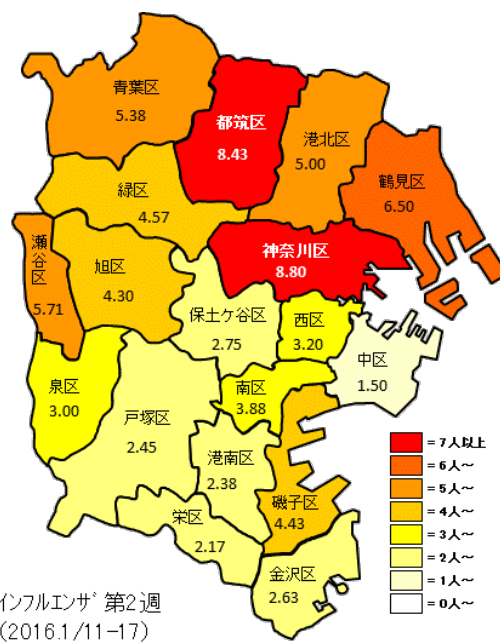 青葉区
5.38
都筑区
8.43
港北区
5.00
鶴見区
6.50
緑区
4.57
神奈川区
8.80
瀬谷区
5.71
旭区
4.30
保土ケ谷区
2.75
西区
3.20
中区
1.50
泉区
3.00
戸塚区
2.45
南区
3.88
港南区
2.38
磯子区
4.43
栄区
2.17
金沢区
2.63
=7人以上
=6人～
=5人～
=4人～
=3人～
=2人～
=1人～
=0人～
インフルエンザ 第2週
(2016.1/11-17)